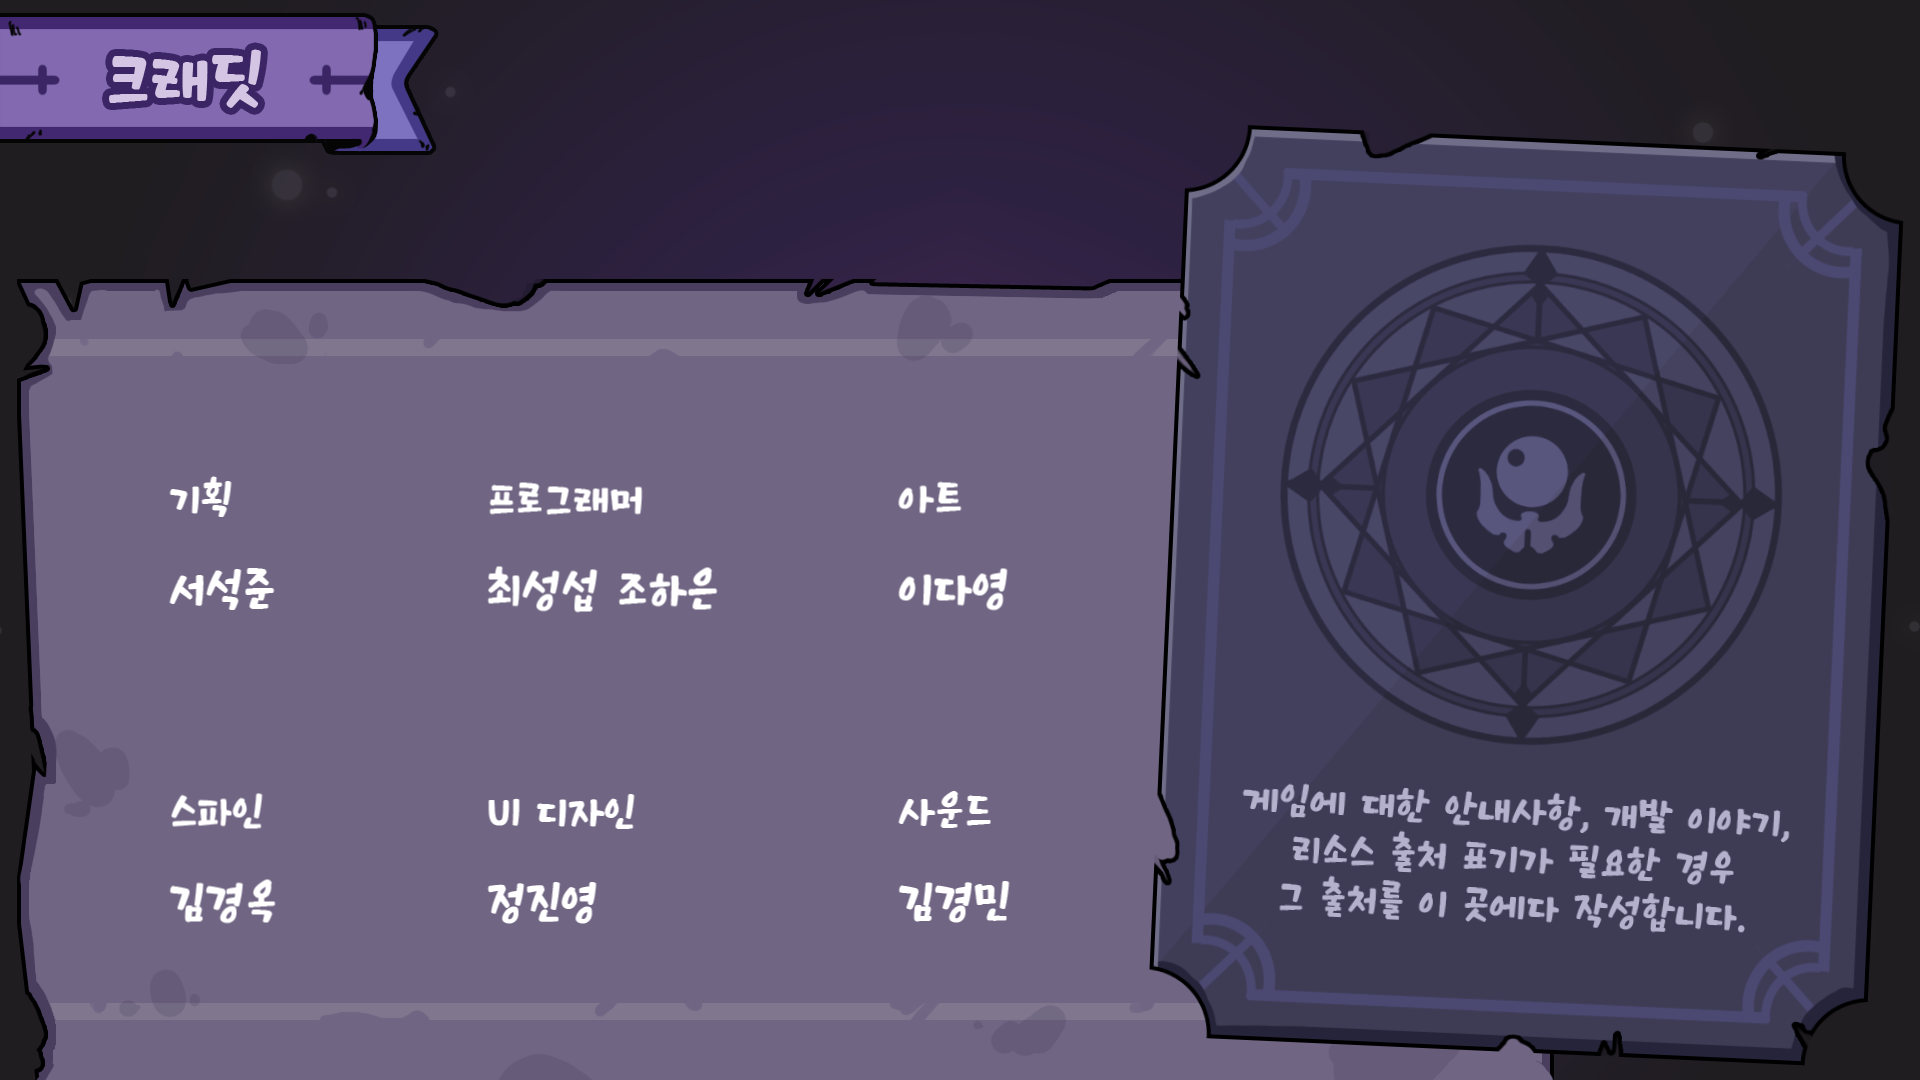 크래딧
기획
서석준
프로그래머
최성섭 조하은
아트
이다영
스파인
김경옥
UI 디자인
정진영
사운드
김경민
게임에 대한 안내사항, 개발 이야기,
리소스 출처 표기가 필요한 경우
그 출처를 이 곳에다 작성합니다.